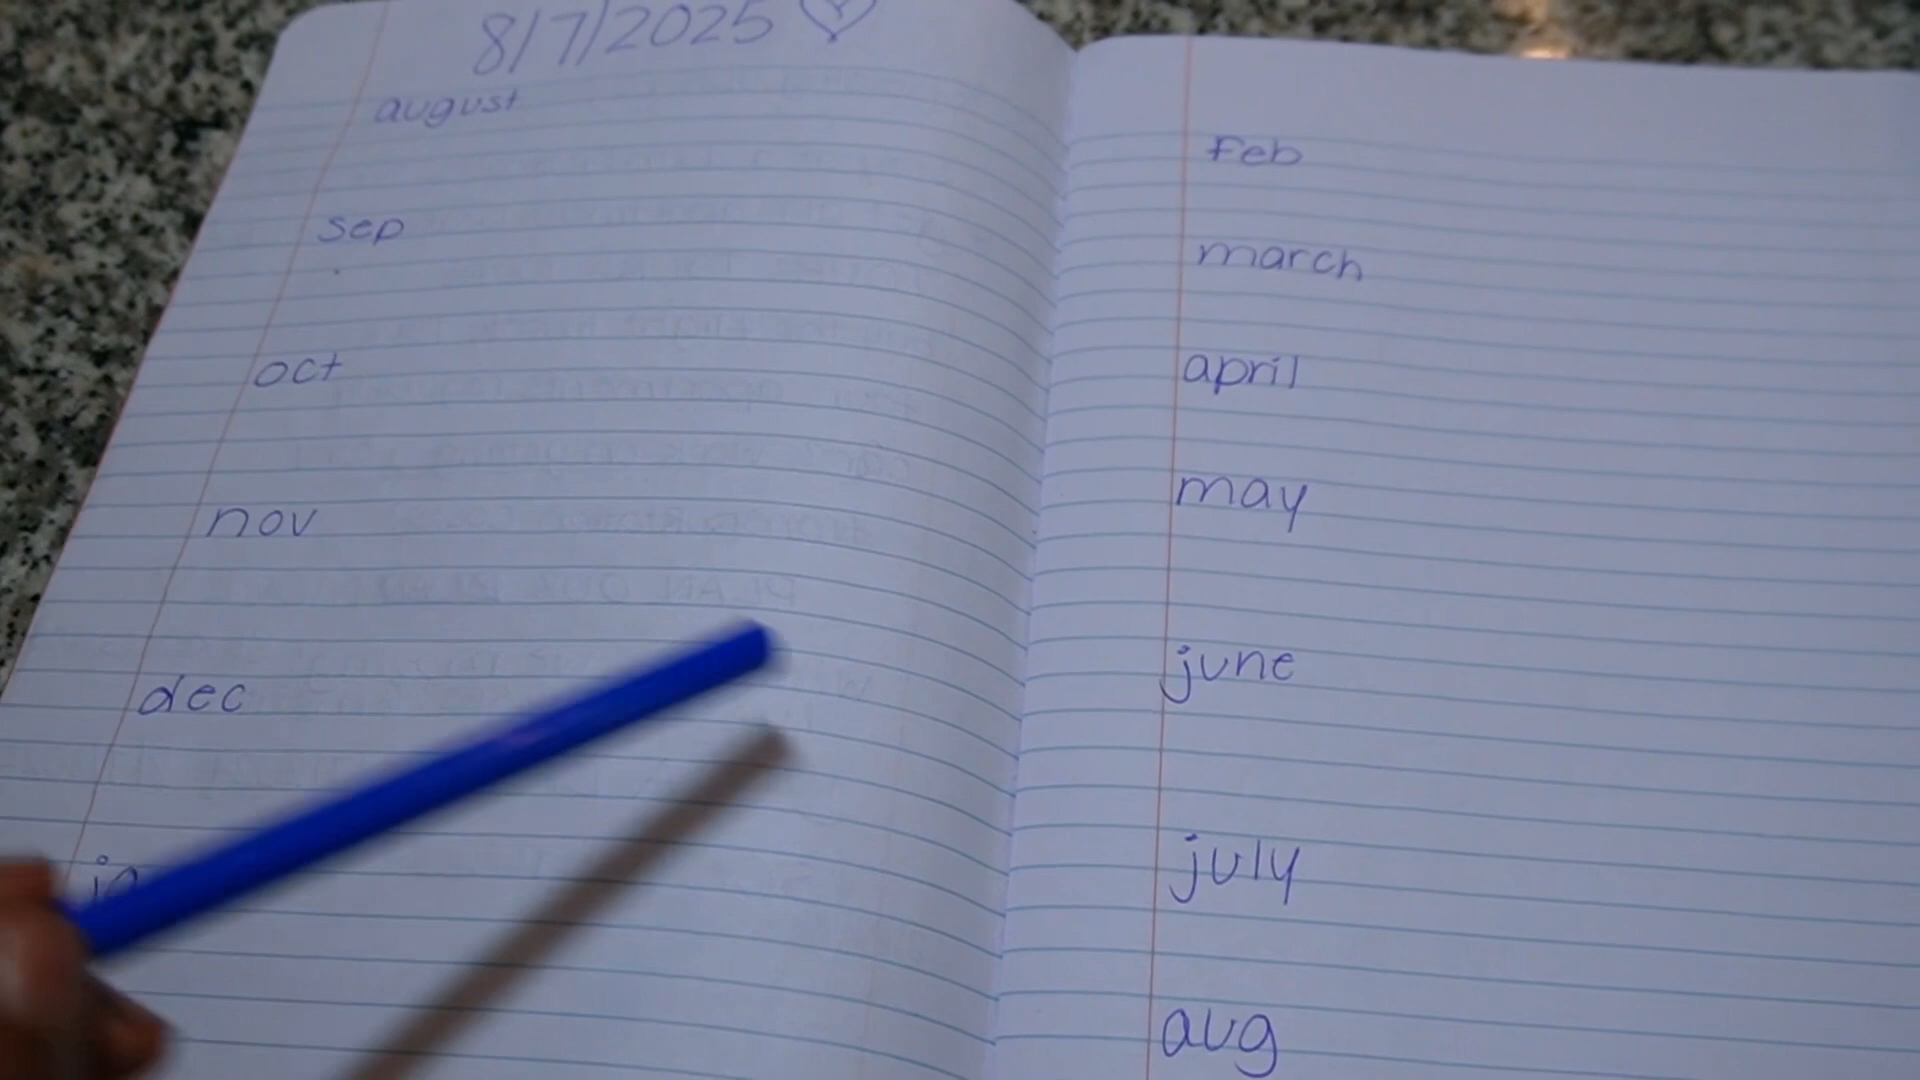 8/7/2025
august
sep
oct
nov
dec
feb
march
april
may
june
july
aug